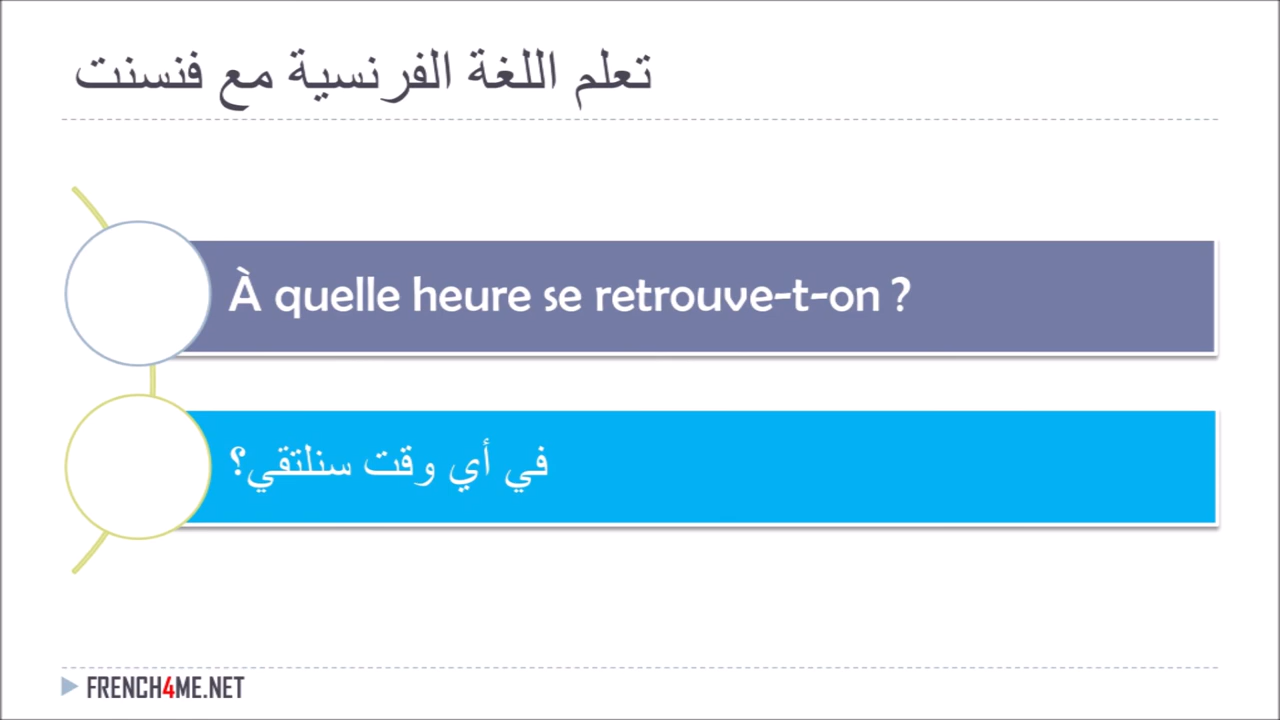 تعلم اللغة الفرنسية مع فنسنت
À quelle heure se retrouve-t-on ?
في أي وقت سنلتقي؟
FRENCH4ME.NET